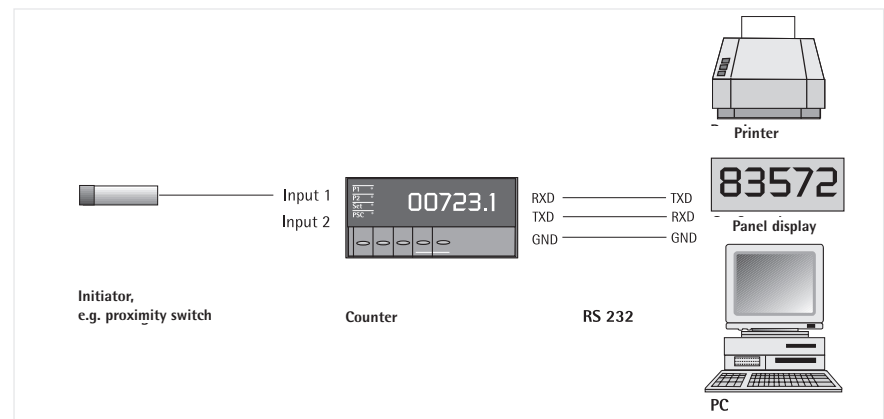 Printer
Input 1
Input 2
P1
P2
Set
PSC
00723.1
RXD TXD
TXD RXD
GND GND
83572
Panel display
Initiator,
e.g. proximity switch
Counter
RS 232
PC